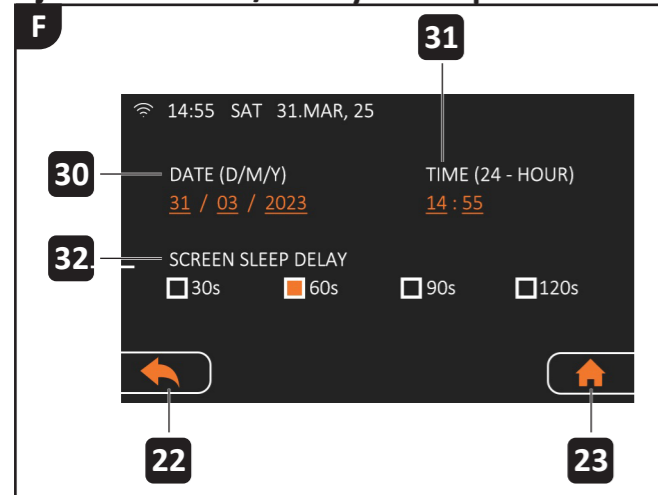 F
31
14:55 SAT 31.MAR, 25
30
DATE (D/M/Y)
TIME (24 - HOUR)
31 / 03 / 2023
14 : 55
32
SCREEN SLEEP DELAY
30s 60s 90s 120s
22
23